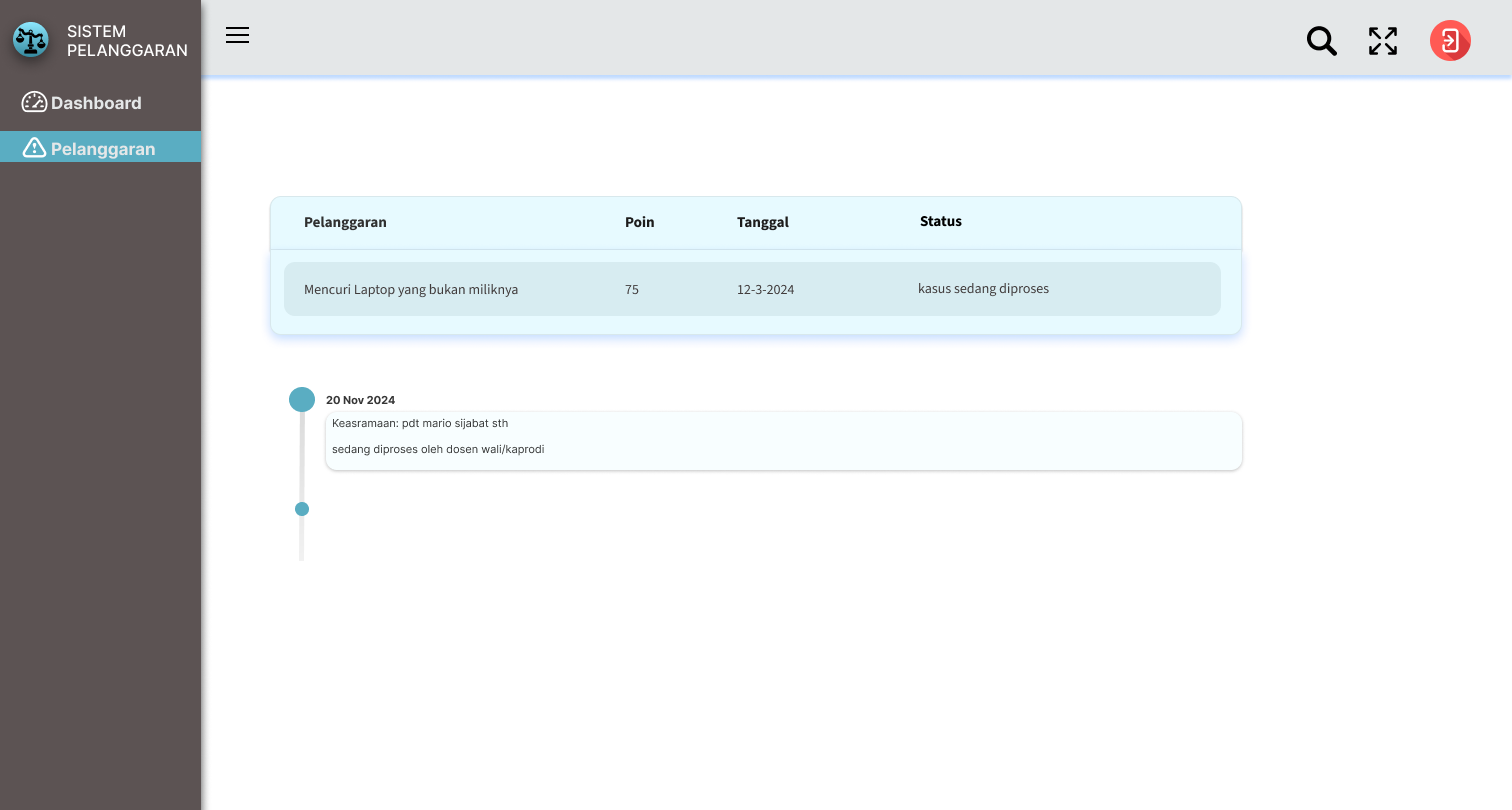 SISTEM
PELANGGARAN
Dashboard
Pelanggaran
Pelanggaran Poin Tanggal Status
Mencuri Laptop yang bukan miliknya 75 12-3-2024 kasus sedang diproses
20 Nov 2024
Keasramaan: pdt mario sijabat sth
sedang diproses oleh dosen wali/kaprodi